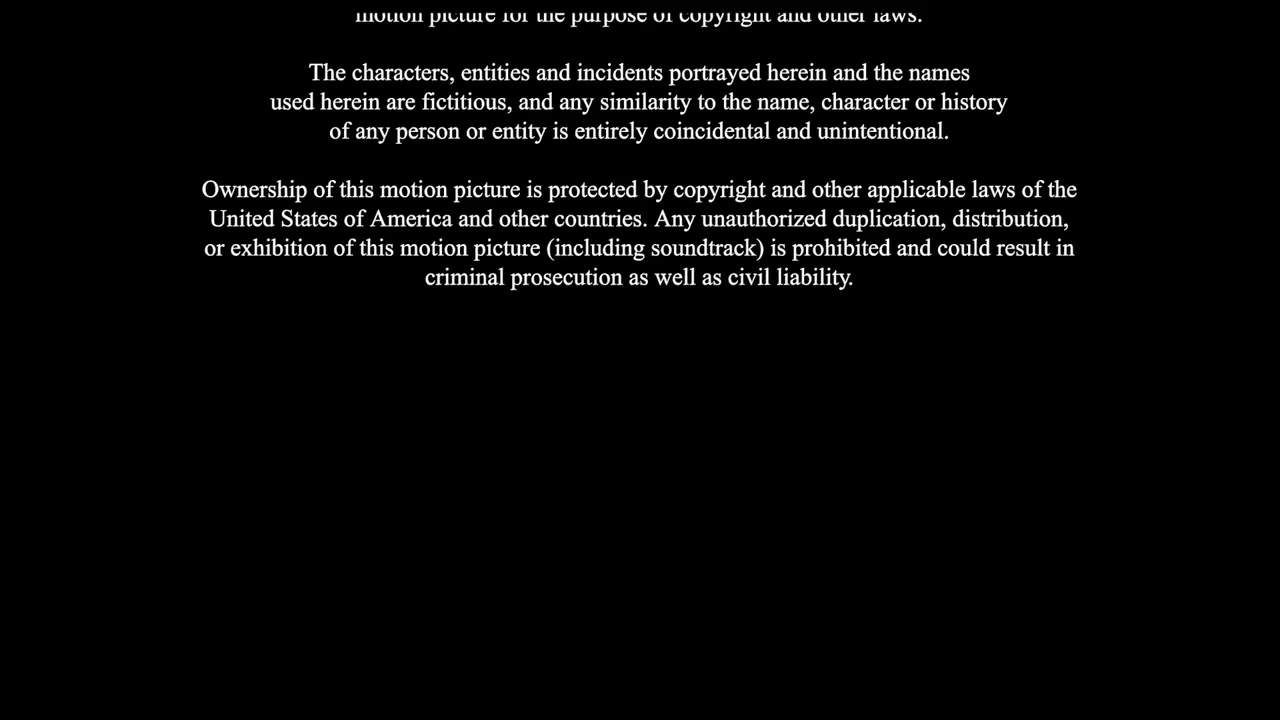 motion picture for the purpose of copyright and other laws.
The characters, entities and incidents portrayed herein and the names
used herein are fictitious, and any similarity to the name, character or history
of any person or entity is entirely coincidental and unintentional.
Ownership of this motion picture is protected by copyright and other applicable laws of the
United States of America and other countries. Any unauthorized duplication, distribution,
or exhibition of this motion picture (including soundtrack) is prohibited and could result in
criminal prosecution as well as civil liability.